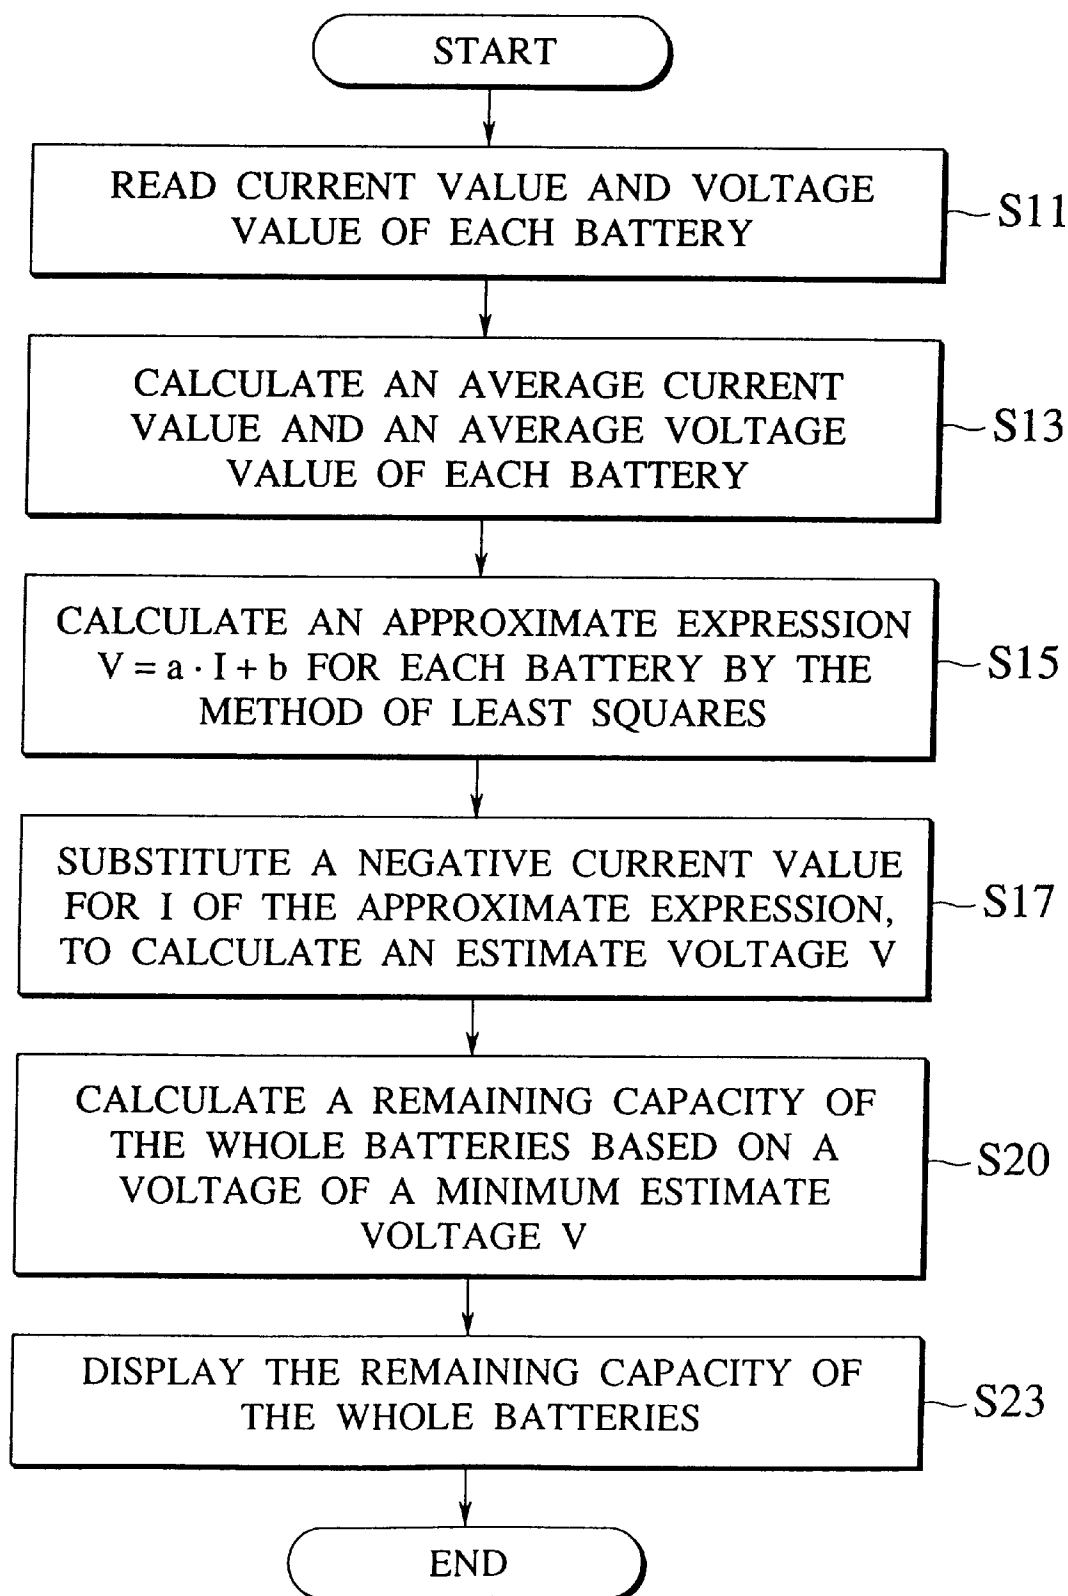 START
READ CURRENT VALUE AND VOLTAGE
VALUE OF EACH BATTERY
S11
CALCULATE AN AVERAGE CURRENT
VALUE AND AN AVERAGE VOLTAGE
VALUE OF EACH BATTERY
S13
CALCULATE AN APPROXIMATE EXPRESSION
V = a · I + b FOR EACH BATTERY BY THE
METHOD OF LEAST SQUARES
S15
SUBSTITUTE A NEGATIVE CURRENT VALUE
FOR I OF THE APPROXIMATE EXPRESSION,
TO CALCULATE AN ESTIMATE VOLTAGE V
S17
CALCULATE A REMAINING CAPACITY OF
THE WHOLE BATTERIES BASED ON A
VOLTAGE OF A MINIMUM ESTIMATE
VOLTAGE V
S20
DISPLAY THE REMAINING CAPACITY OF
THE WHOLE BATTERIES
S23
END